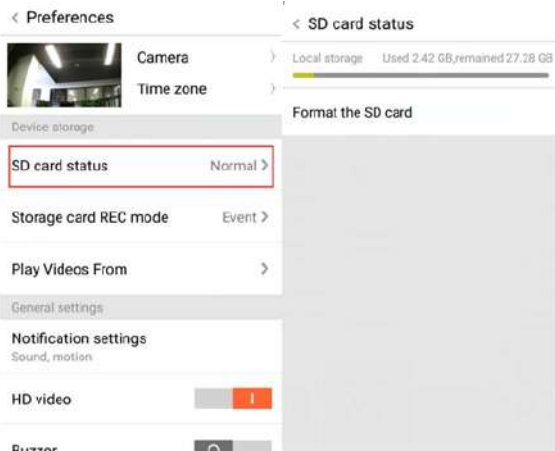 < Preferences
Camera >
Time zone >
Device storage
SD card status Normal >
Storage card REC mode Event >
Play Videos From >
General settings
Notification settings
Sound, motion
HD video
Buzzer
< SD card status
Local storage Used 2.42 GB,remained 27.28 GB
Format the SD card